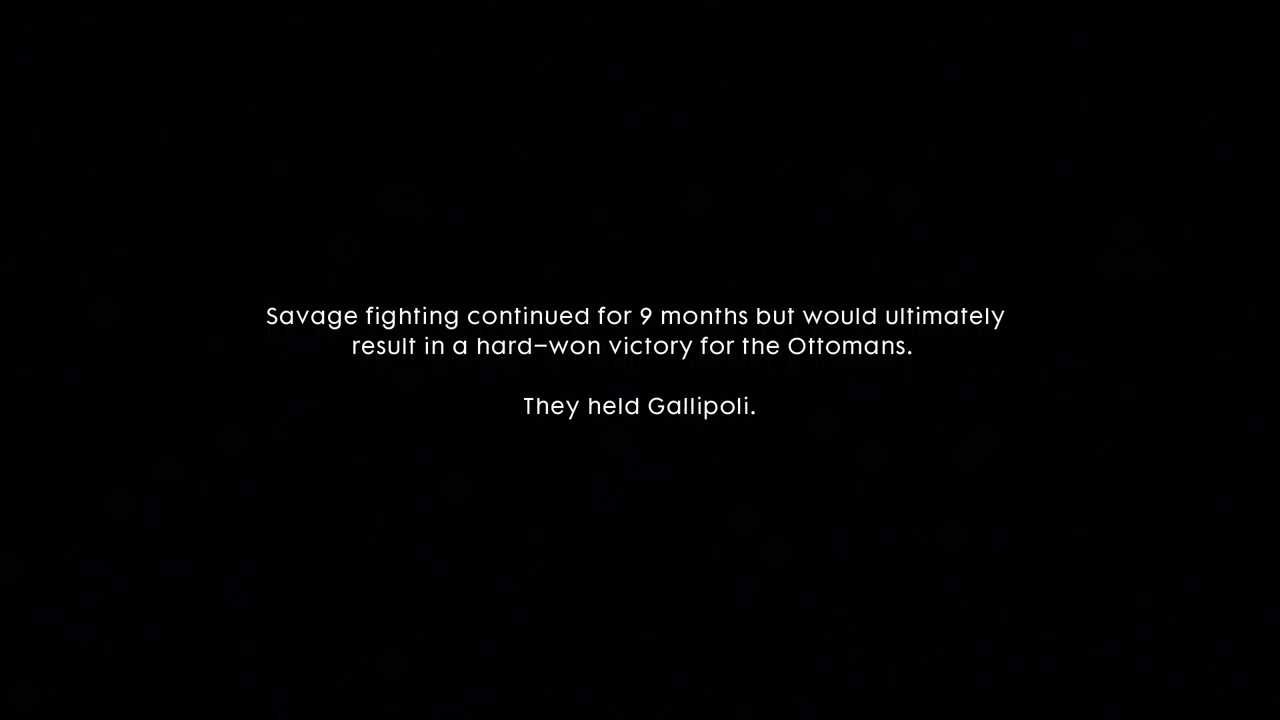 Savage fighting continued for 9 months but would ultimately
result in a hard–won victory for the Ottomans.
They held Gallipoli.